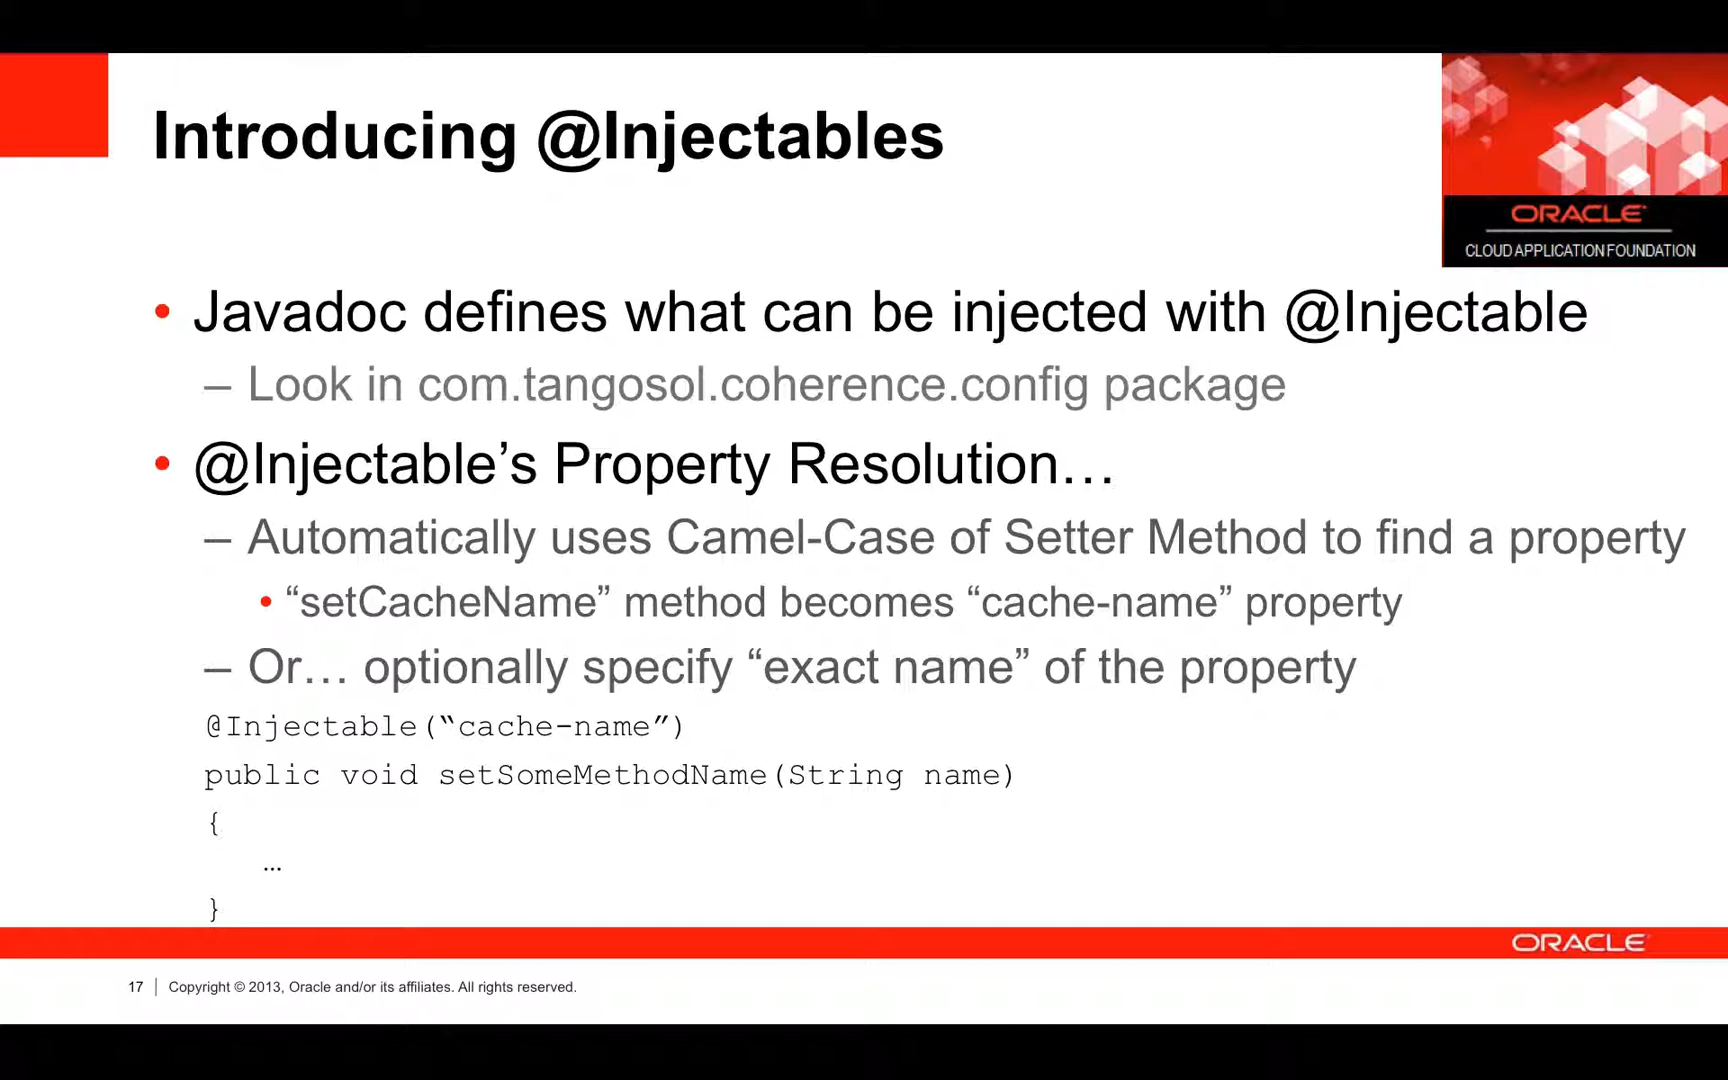 Introducing @Injectables
ORACLE
CLOUD APPLICATION FOUNDATION
• Javadoc defines what can be injected with @Injectable
– Look in com.tangosol.coherence.config package
• @Injectable’s Property Resolution…
– Automatically uses Camel-Case of Setter Method to find a property
• “setCacheName” method becomes “cache-name” property
– Or… optionally specify “exact name” of the property
@Injectable(“cache-name”)
public void setSomeMethodName(String name)
{
…
}
ORACLE
17 | Copyright © 2013, Oracle and/or its affiliates. All rights reserved.